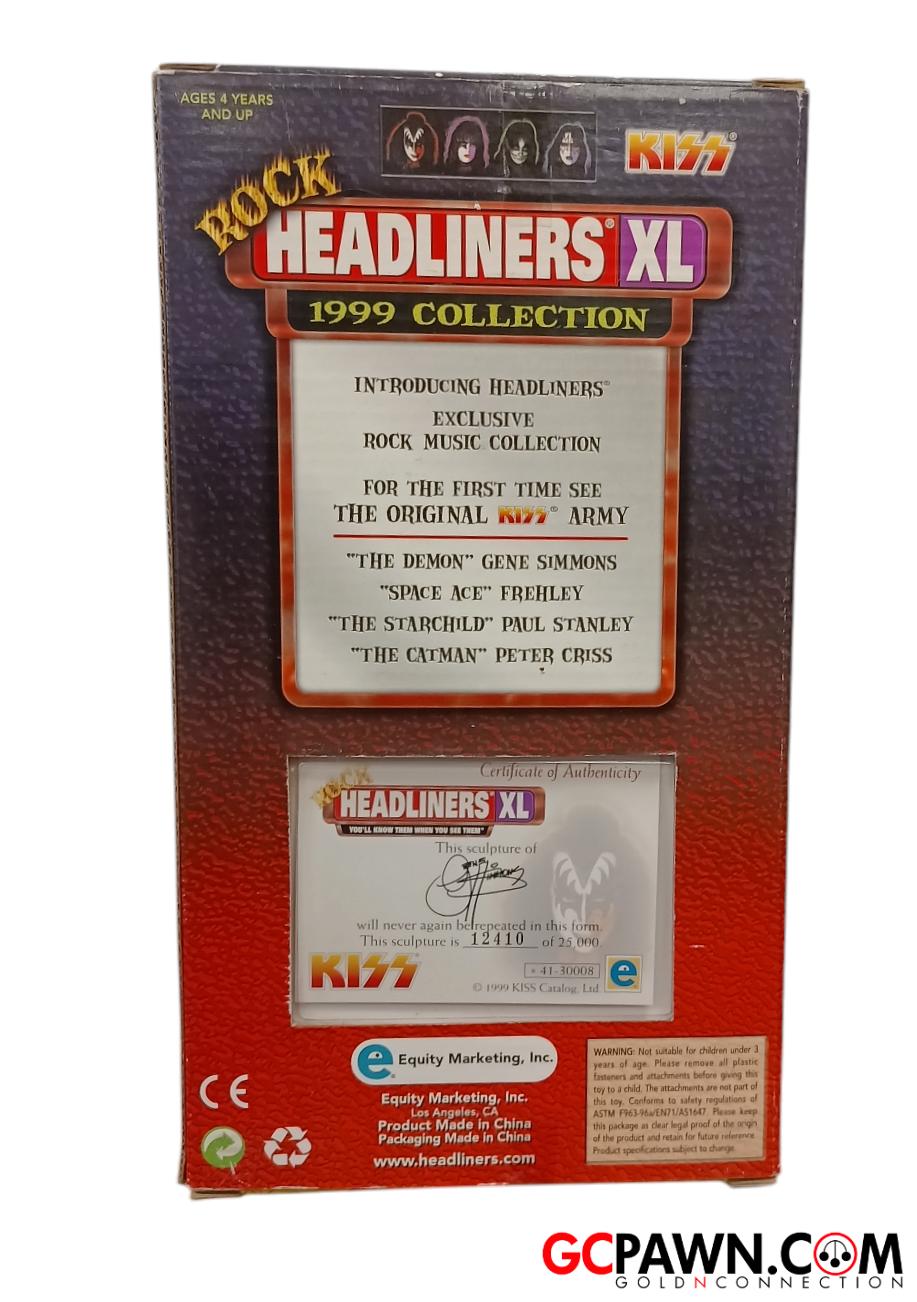 AGES 4 YEARS
AND UP
KISS®
ROCK
HEADLINERS® XL
1999 COLLECTION
INTRODUCING HEADLINERS®
EXCLUSIVE
ROCK MUSIC COLLECTION
FOR THE FIRST TIME SEE
THE ORIGINAL KISS® ARMY
"THE DEMON" GENE SIMMONS
"SPACE ACE" FREHLEY
"THE STARCHILD" PAUL STANLEY
"THE CATMAN" PETER CRISS
Certificate of Authenticity
ROCK
HEADLINERS® XL
YOU'LL KNOW THEM WHEN YOU SEE THEM™
This sculpture of
Gene Simmons
will never again be repeated in this form.
This sculpture is 12410 of 25,000.
KISS®
* 41-30008
© 1999 KISS Catalog, Ltd
e
e® Equity Marketing, Inc.
Equity Marketing, Inc.
Los Angeles, CA
Product Made in China
Packaging Made in China
www.headliners.com
CE
WARNING: Not suitable for children under 3
years of age. Please remove all plastic
fasteners and attachments before giving this
toy to a child. The attachments are not part of
this toy. Conforms to safety regulations of
ASTM F963-96a/EN71/AS1647. Please keep
this package as clear legal proof of the origin
of the product and retain for future reference.
Product specifications subject to change.
GCPAWN.COM
GOLDNCONNECTION